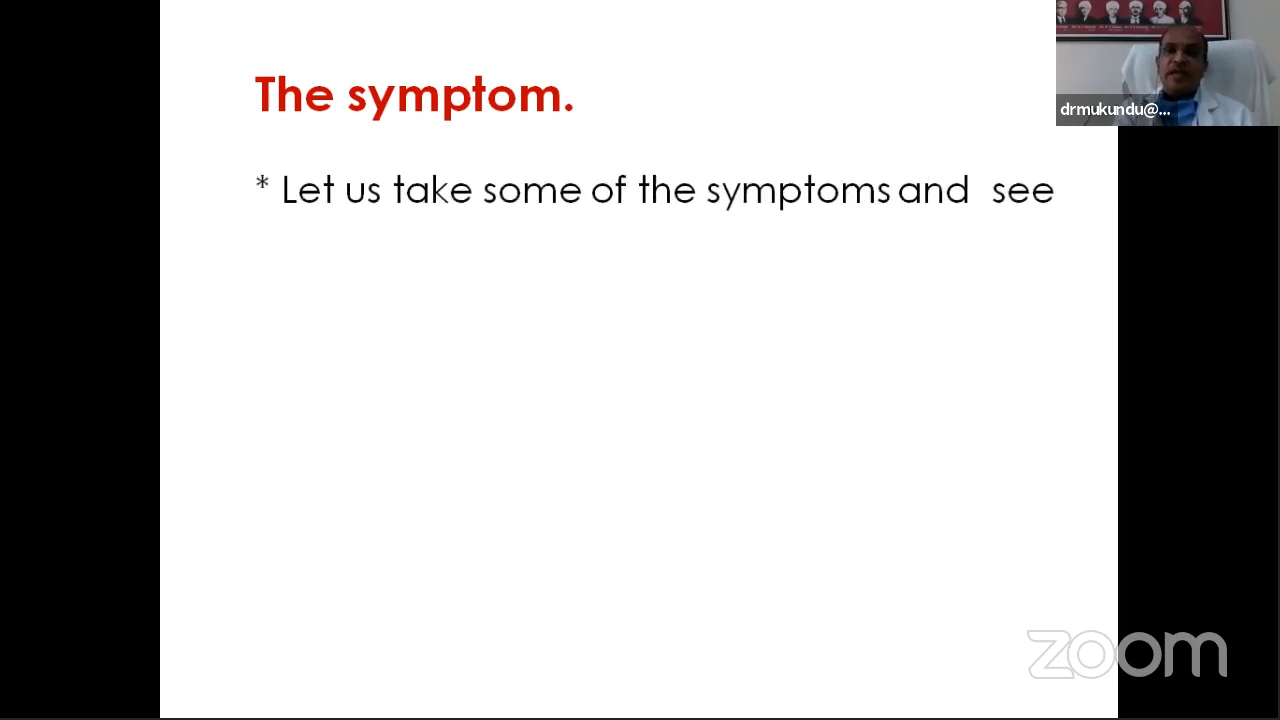 The symptom.
* Let us take some of the symptoms and see
drmukundu@...
zoom